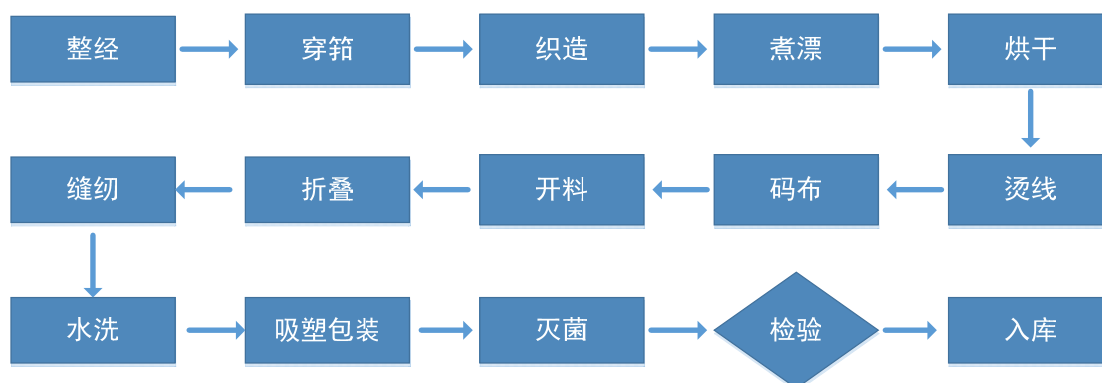 整经
穿筘
织造
煮漂
烘干
烫线
码布
开料
折叠
缝纫
水洗
吸塑包装
灭菌
检验
入库